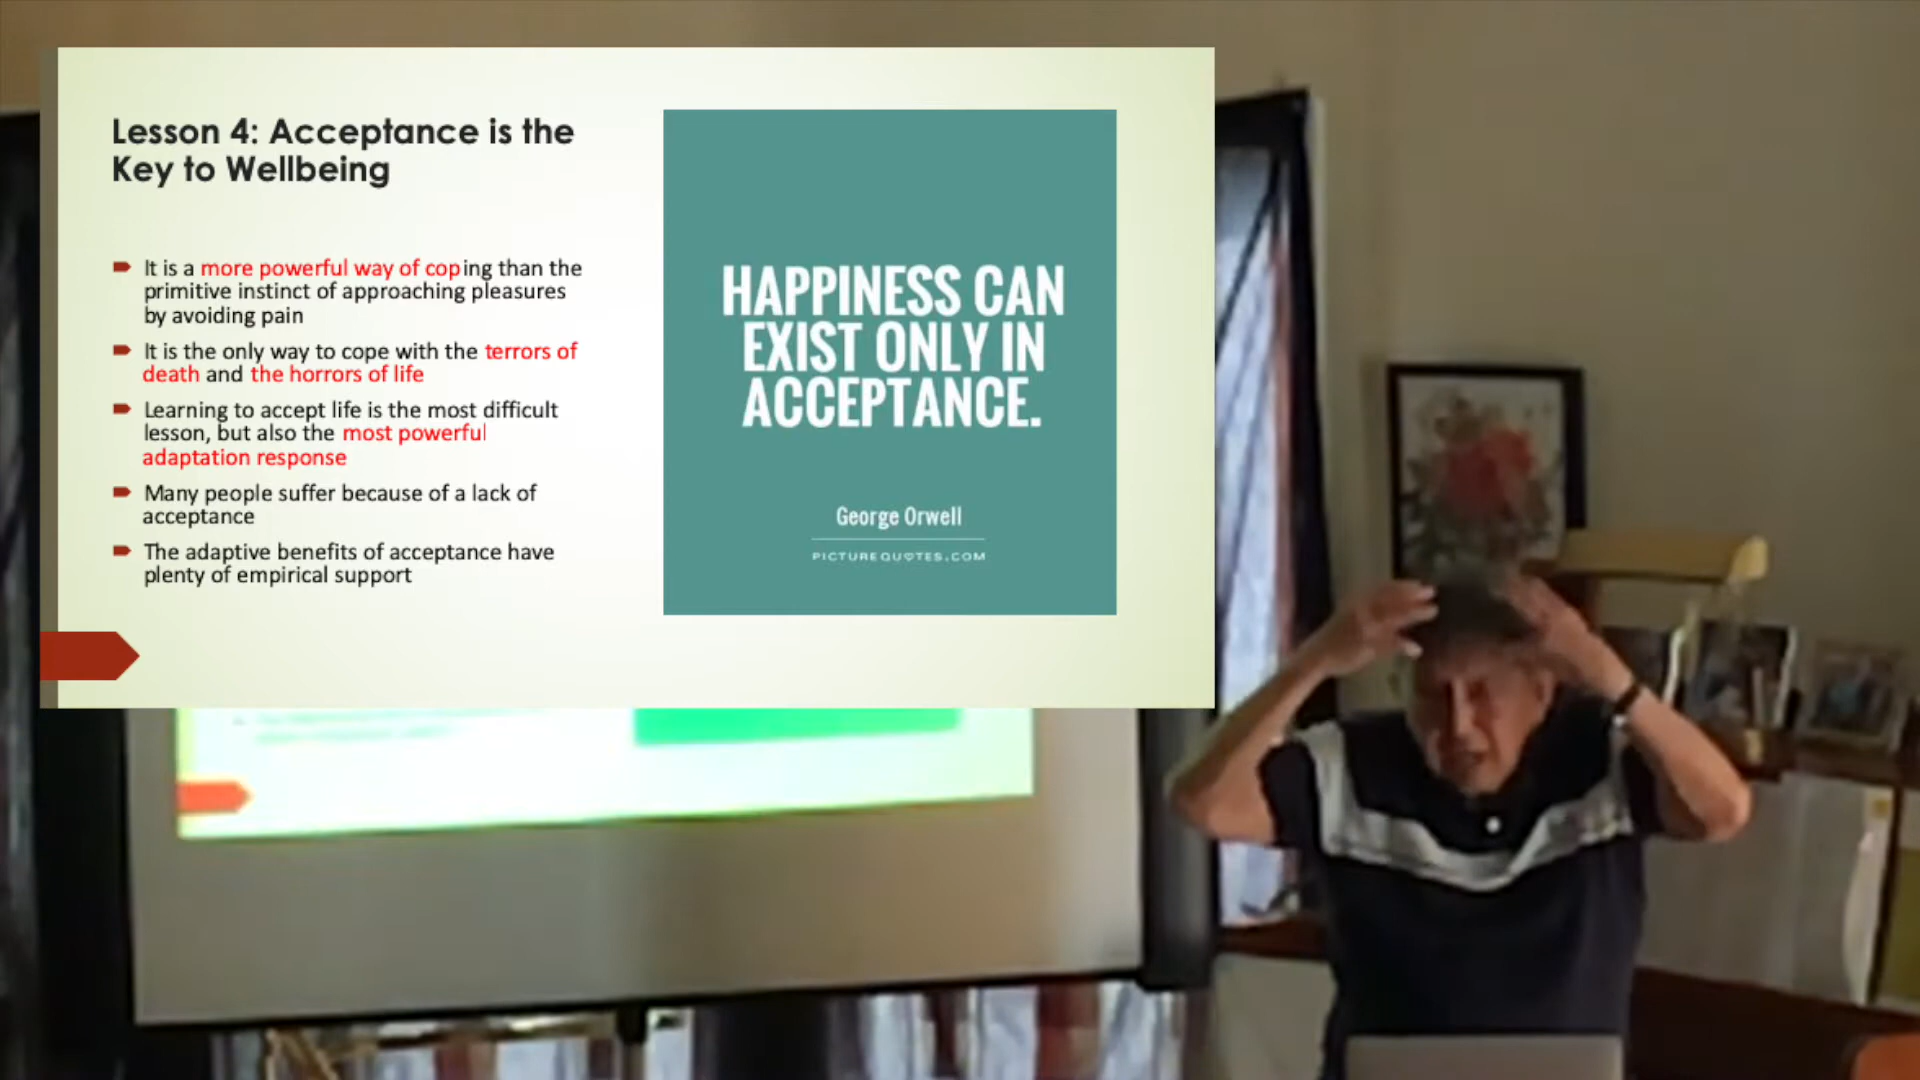 Lesson 4: Acceptance is the
Key to Wellbeing
It is a more powerful way of coping than the
primitive instinct of approaching pleasures
by avoiding pain
It is the only way to cope with the terrors of
death and the horrors of life
Learning to accept life is the most difficult
lesson, but also the most powerful
adaptation response
Many people suffer because of a lack of
acceptance
The adaptive benefits of acceptance have
plenty of empirical support
HAPPINESS CAN
EXIST ONLY IN
ACCEPTANCE.
George Orwell
PICTUREQUOTES.COM